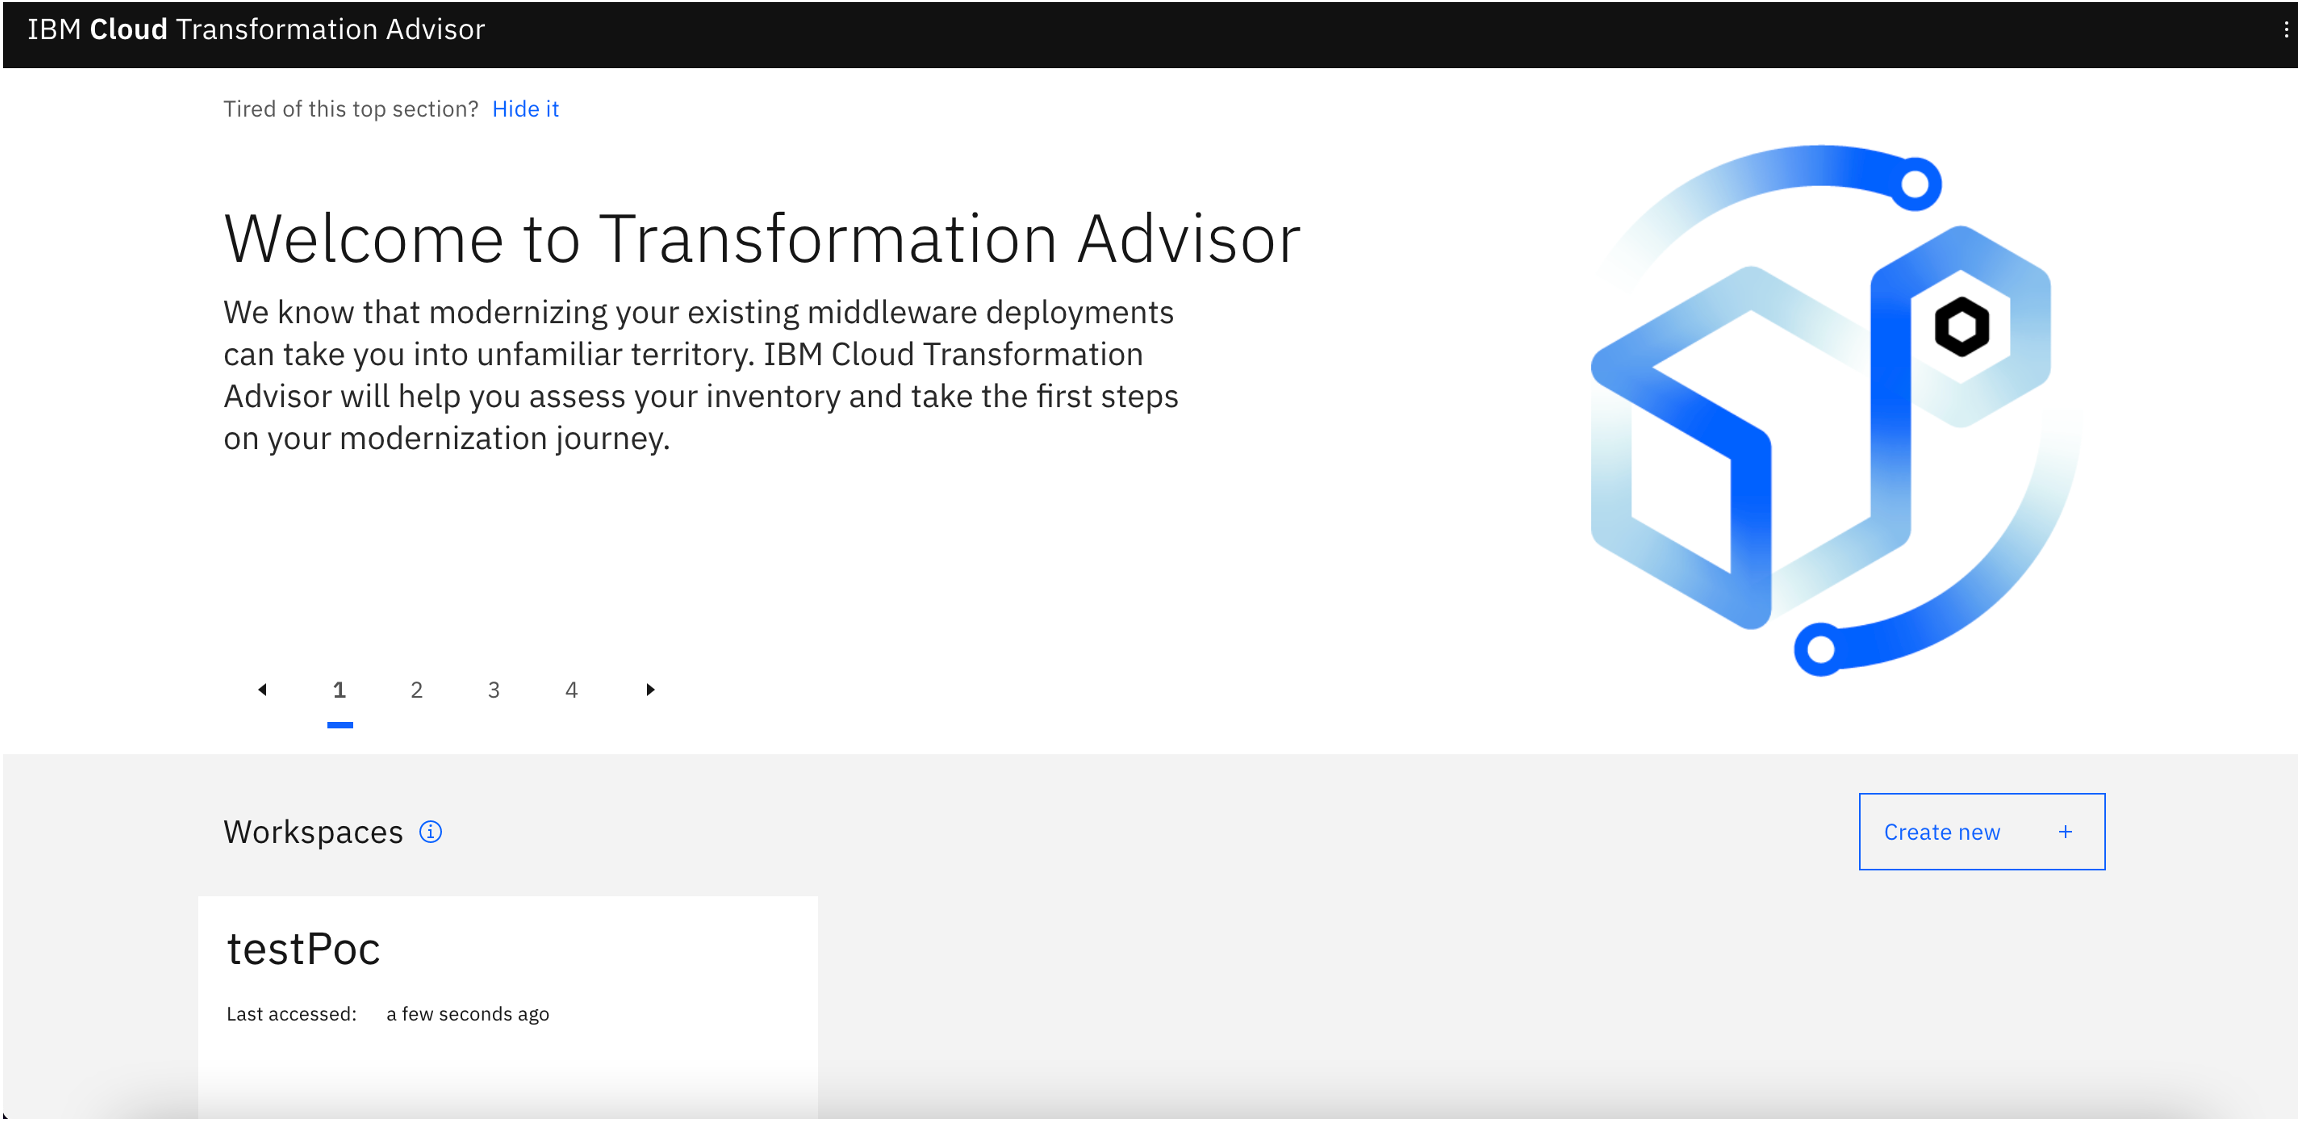 IBM Cloud Transformation Advisor
Tired of this top section? Hide it
Welcome to Transformation Advisor
We know that modernizing your existing middleware deployments
can take you into unfamiliar territory. IBM Cloud Transformation
Advisor will help you assess your inventory and take the first steps
on your modernization journey.
1 2 3 4
Workspaces
Create new +
testPoc
Last accessed: a few seconds ago